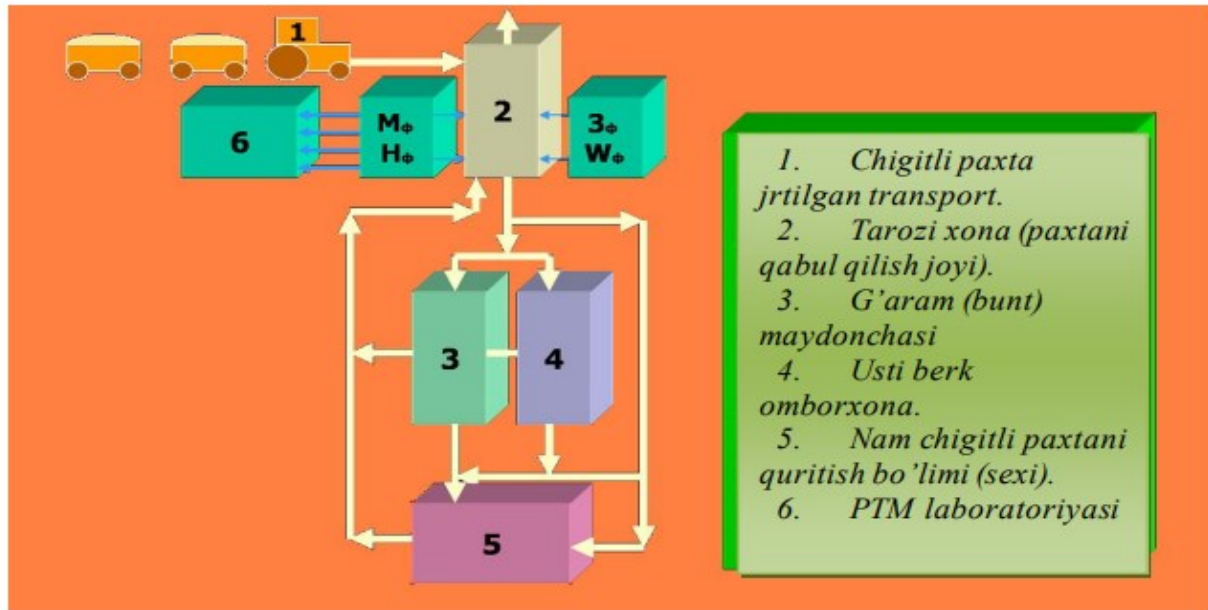 1
2
6
Mф
Hф
3ф
Wф
3
4
5
1. Chigitli paxta
jrtilgan transport.
2. Tarozi xona (paxtani
qabul qilish joyi).
3. G’aram (bunt)
maydonchasi
4. Usti berk
omborxona.
5. Nam chigitli paxtani
quritish bo’limi (sexi).
6. PTM laboratoriyasi